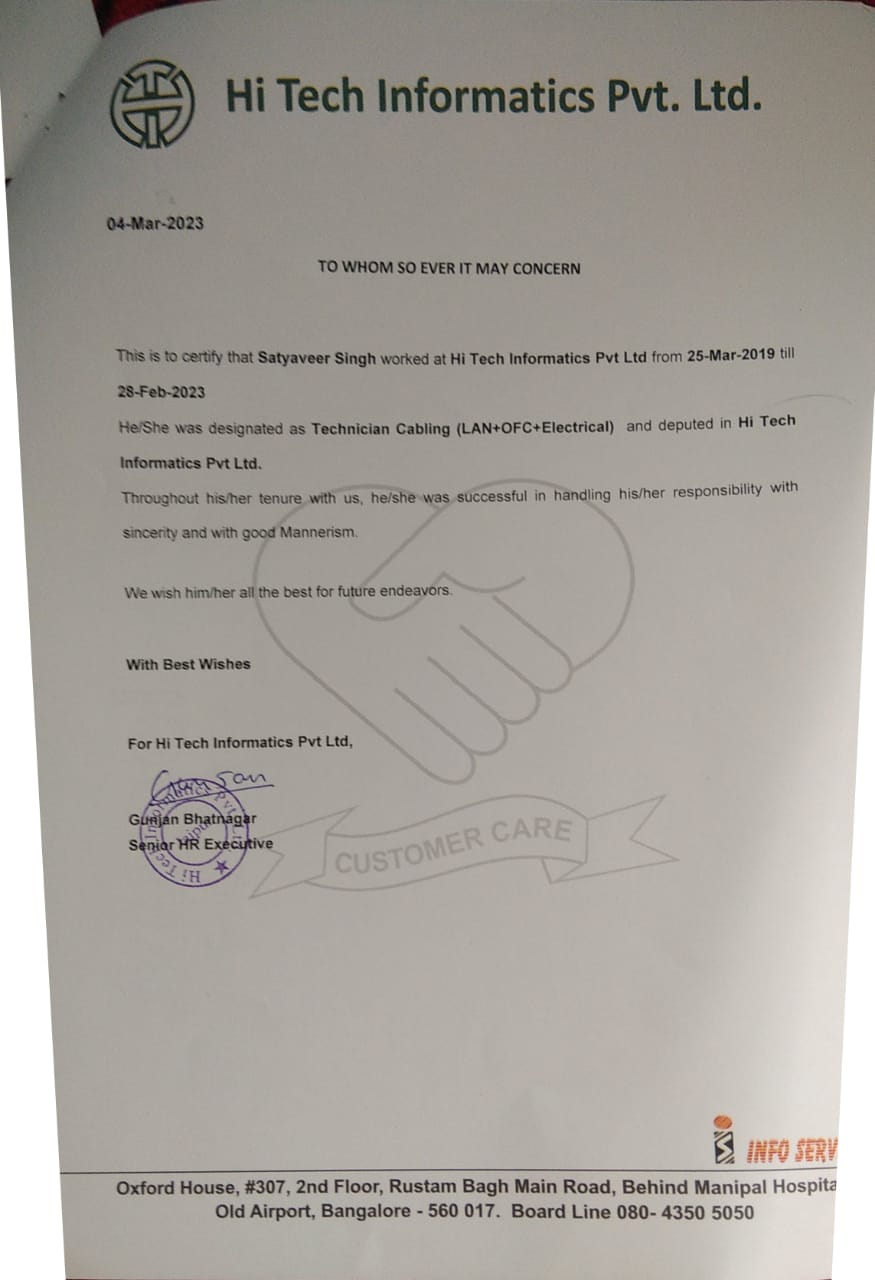 Hi Tech Informatics Pvt. Ltd.
04-Mar-2023
TO WHOM SO EVER IT MAY CONCERN
This is to certify that Satyaveer Singh worked at Hi Tech Informatics Pvt Ltd from 25-Mar-2019 till
28-Feb-2023
He/She was designated as Technician Cabling (LAN+OFC+Electrical) and deputed in Hi Tech
Informatics Pvt Ltd.
Throughout his/her tenure with us, he/she was successful in handling his/her responsibility with
sincerity and with good Mannerism.
We wish him/her all the best for future endeavors.
With Best Wishes
For Hi Tech Informatics Pvt Ltd,
Gunjan Bhatnagar
Senior HR Executive
CUSTOMER CARE
INFO SERV
Oxford House, #307, 2nd Floor, Rustam Bagh Main Road, Behind Manipal Hospita
Old Airport, Bangalore - 560 017. Board Line 080- 4350 5050